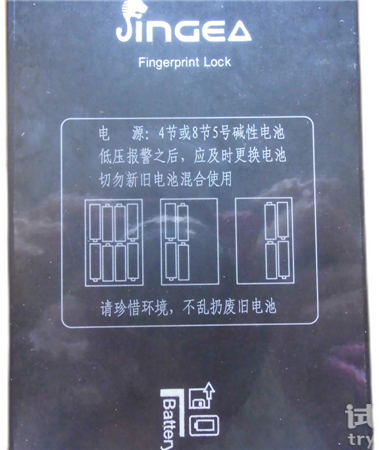 JINGEA
Fingerprint Lock
电 源：4节或8节5号碱性电池
低压报警之后，应及时更换电池
切勿新旧电池混合使用
请珍惜环境，不乱扔废旧电池
Battery
试
try